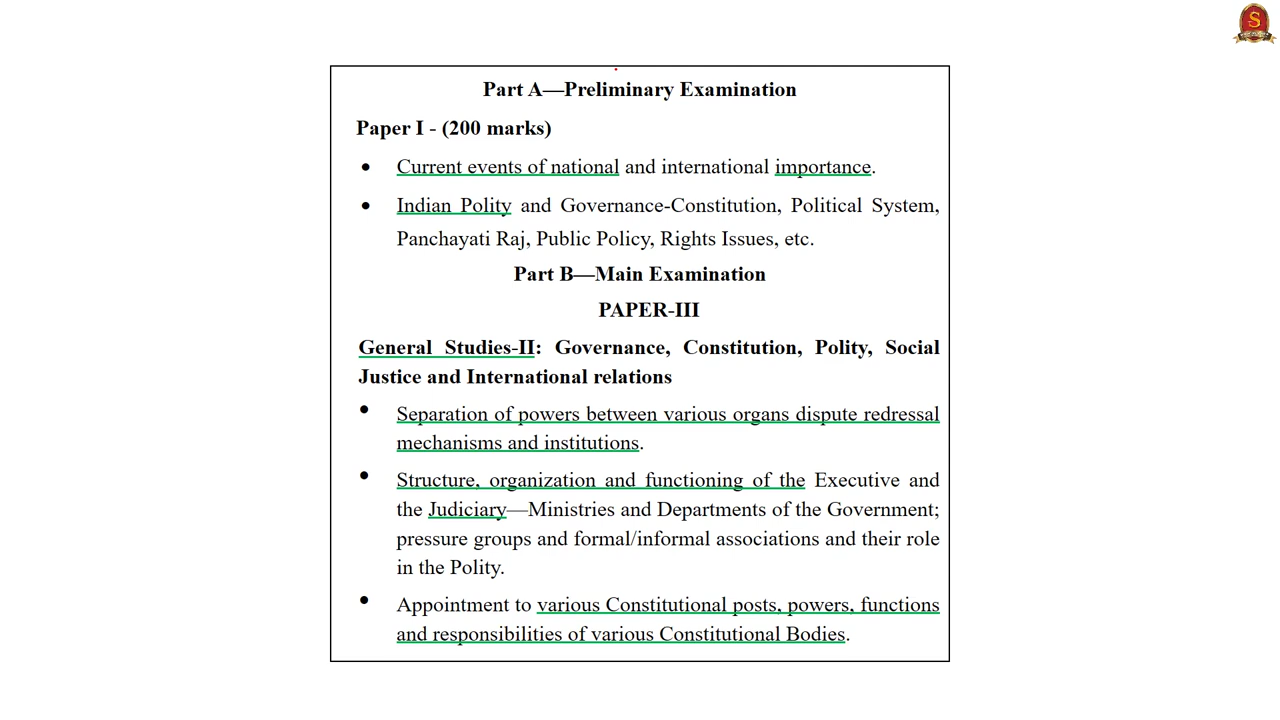 S
Part A—Preliminary Examination
Paper I - (200 marks)
• Current events of national and international importance.
• Indian Polity and Governance-Constitution, Political System,
Panchayati Raj, Public Policy, Rights Issues, etc.
Part B—Main Examination
PAPER-III
General Studies-II: Governance, Constitution, Polity, Social
Justice and International relations
• Separation of powers between various organs dispute redressal
mechanisms and institutions.
• Structure, organization and functioning of the Executive and
the Judiciary—Ministries and Departments of the Government;
pressure groups and formal/informal associations and their role
in the Polity.
• Appointment to various Constitutional posts, powers, functions
and responsibilities of various Constitutional Bodies.